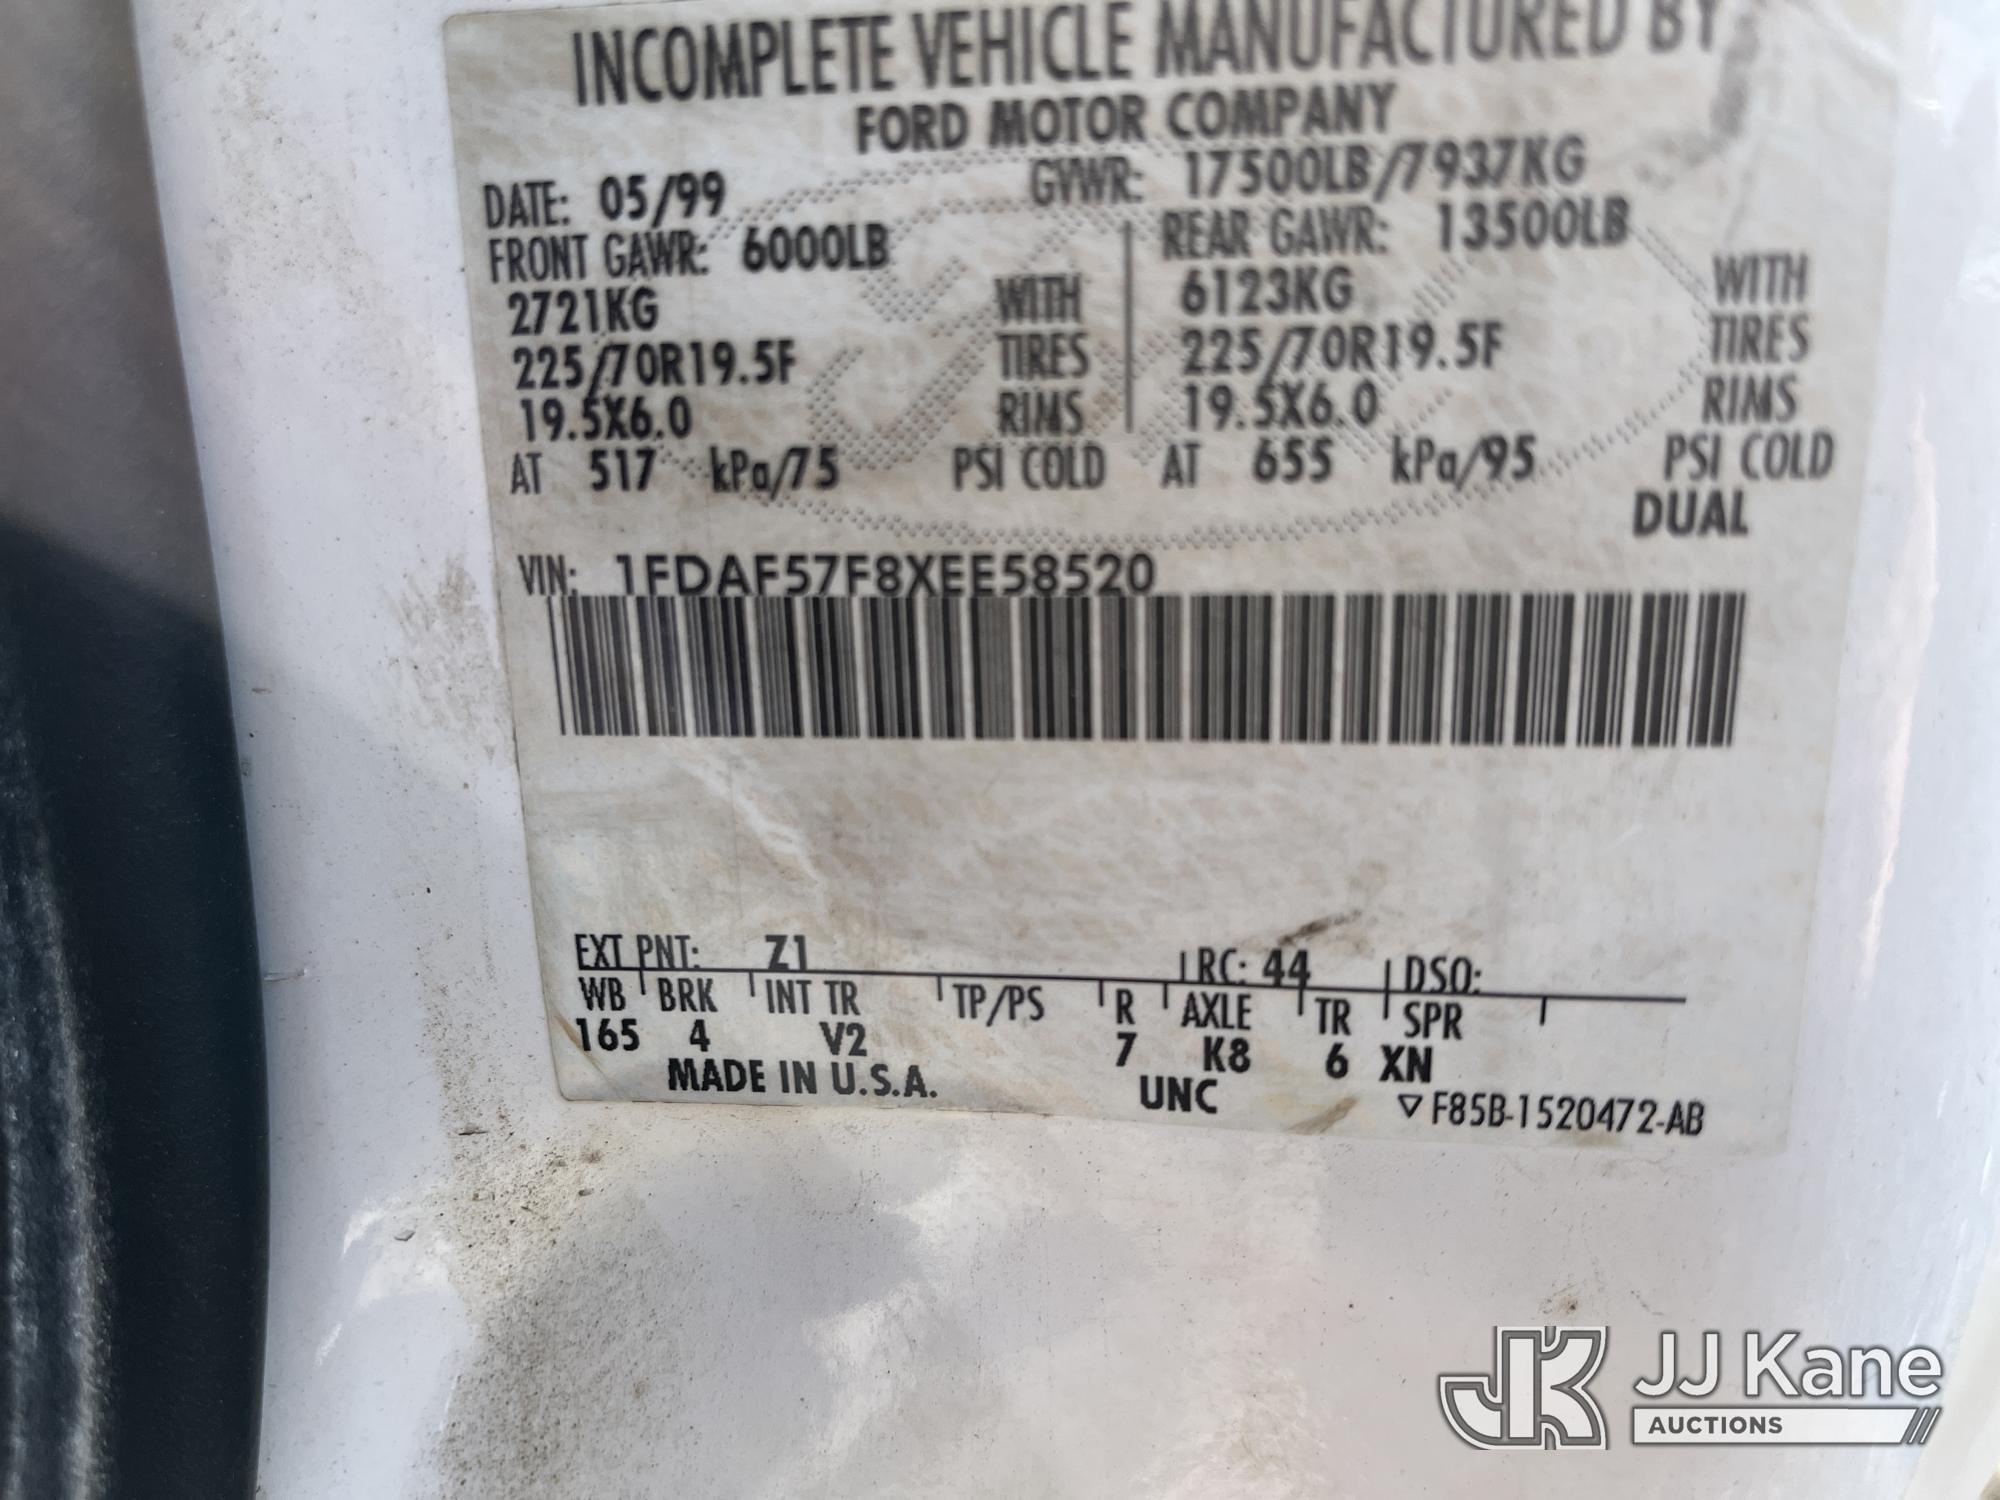 INCOMPLETE VEHICLE MANUFACTURED BY
FORD MOTOR COMPANY
DATE: 05/99 GVWR: 17500LB/7937KG
FRONT GAWR: 6000LB REAR GAWR: 13500LB
2721KG WITH 6123KG WITH
225/70R19.5F TIRES 225/70R19.5F TIRES
19.5X6.0 RIMS 19.5X6.0 RIMS
AT 517 kPa/75 PSI COLD AT 655 kPa/95 PSI COLD
DUAL
VIN: 1FDAF57F8XEE58520
EXT PNT: Z1 RC: 44 DSO:
WB BRK INT TR TP/PS R AXLE TR SPR
165 4 V2 7 K8 6 XN
MADE IN U.S.A. UNC
▽ F85B-1520472-AB
JK JJ Kane
AUCTIONS